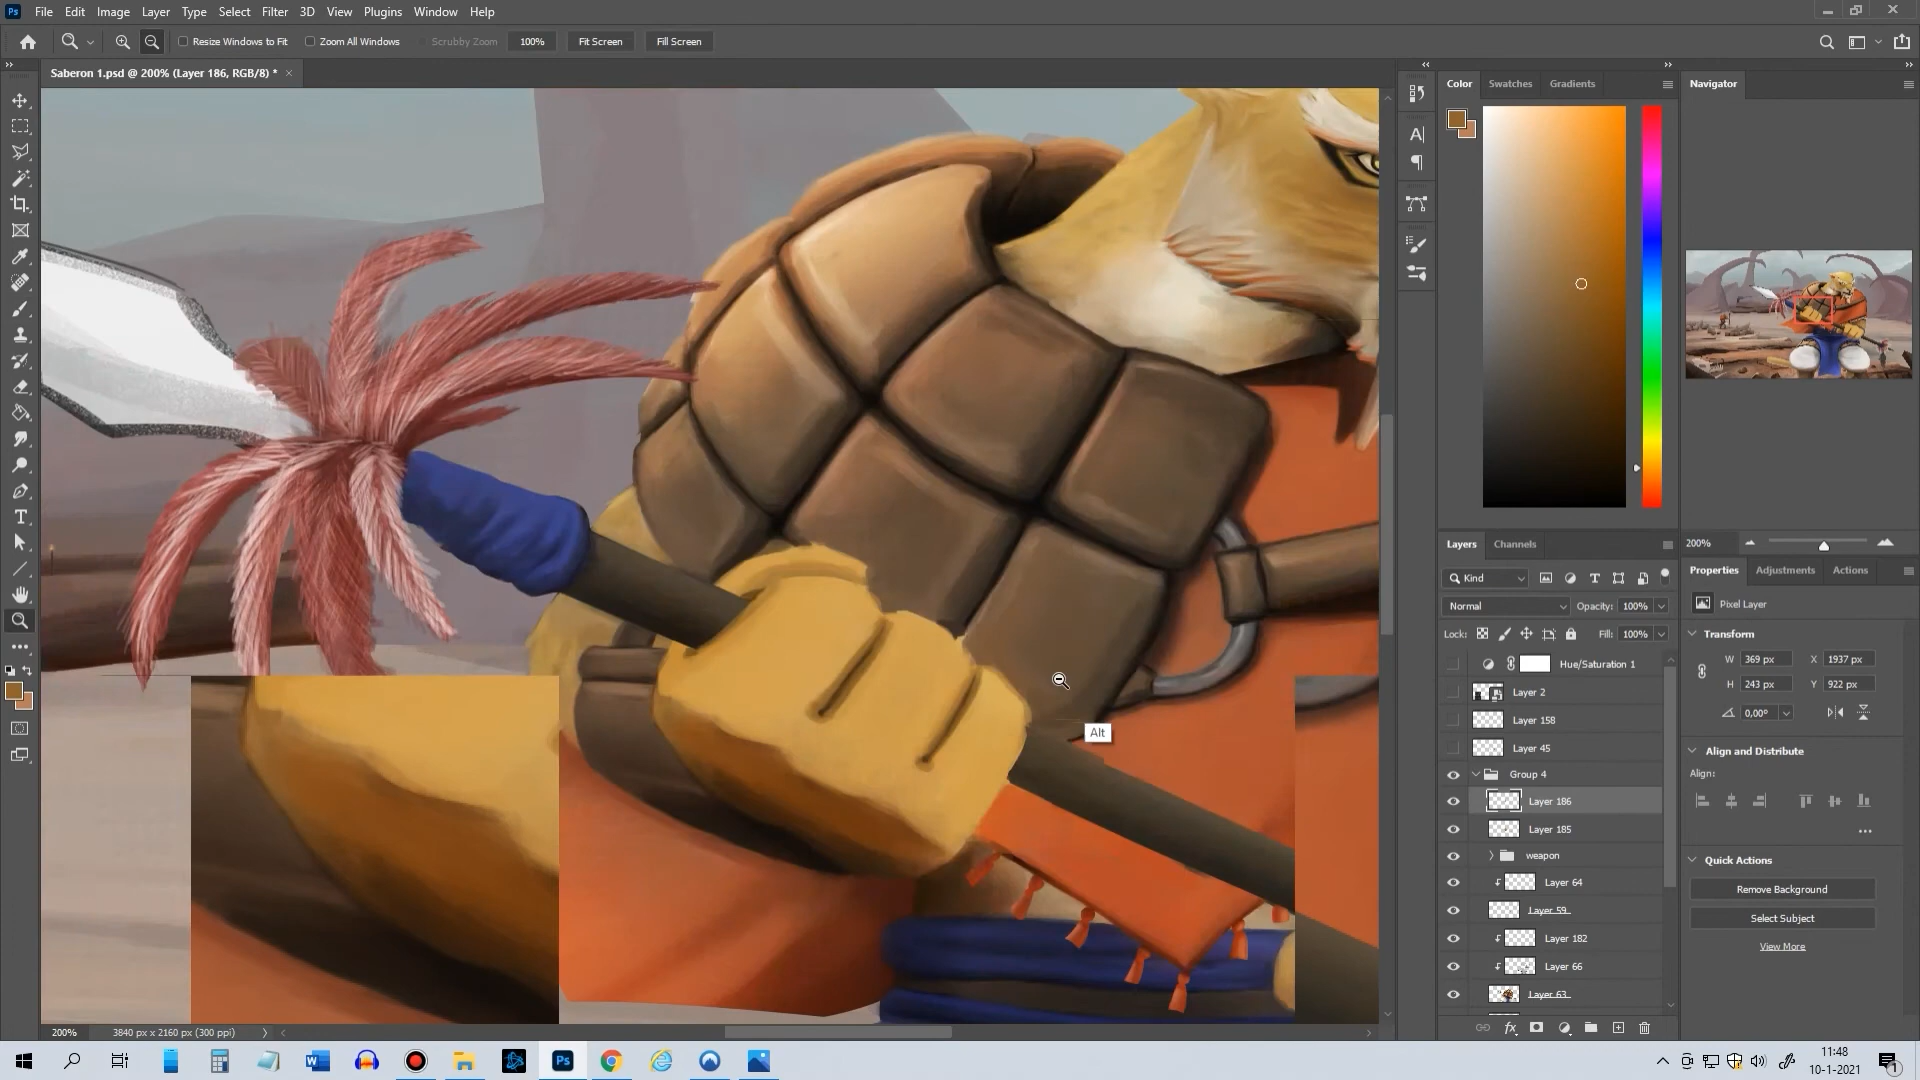 Ps File Edit Image Layer Type Select Filter 3D View Plugins Window Help
Resize Windows to Fit Zoom All Windows Scrubby Zoom 100% Fit Screen Fill Screen
Saberon 1.psd @ 200% (Layer 186, RGB/8) *
Color Swatches Gradients
Navigator
Alt
200%
Layers Channels
Kind
Normal Opacity: 100%
Lock: Fill: 100%
Hue/Saturation 1
Layer 2
Layer 158
Layer 45
Group 4
Layer 186
Layer 185
weapon
Layer 64
Layer 59
Layer 182
Layer 66
Layer 63
Properties Adjustments Actions
Pixel Layer
Transform
W 369 px X 1937 px
H 243 px Y 922 px
0,00°
Align and Distribute
Align:
Quick Actions
Remove Background
Select Subject
View More
200% 3840 px x 2160 px (300 ppi)
11:48
10-1-2021